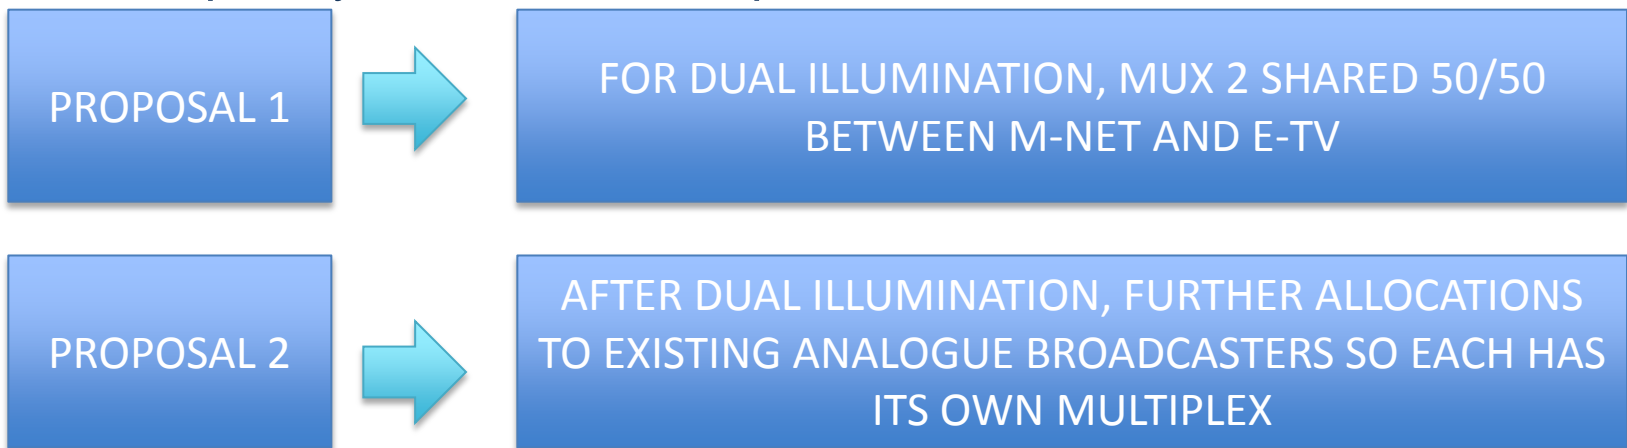 PROPOSAL 1
FOR DUAL ILLUMINATION, MUX 2 SHARED 50/50
BETWEEN M-NET AND E-TV
PROPOSAL 2
AFTER DUAL ILLUMINATION, FURTHER ALLOCATIONS
TO EXISTING ANALOGUE BROADCASTERS SO EACH HAS
ITS OWN MULTIPLEX